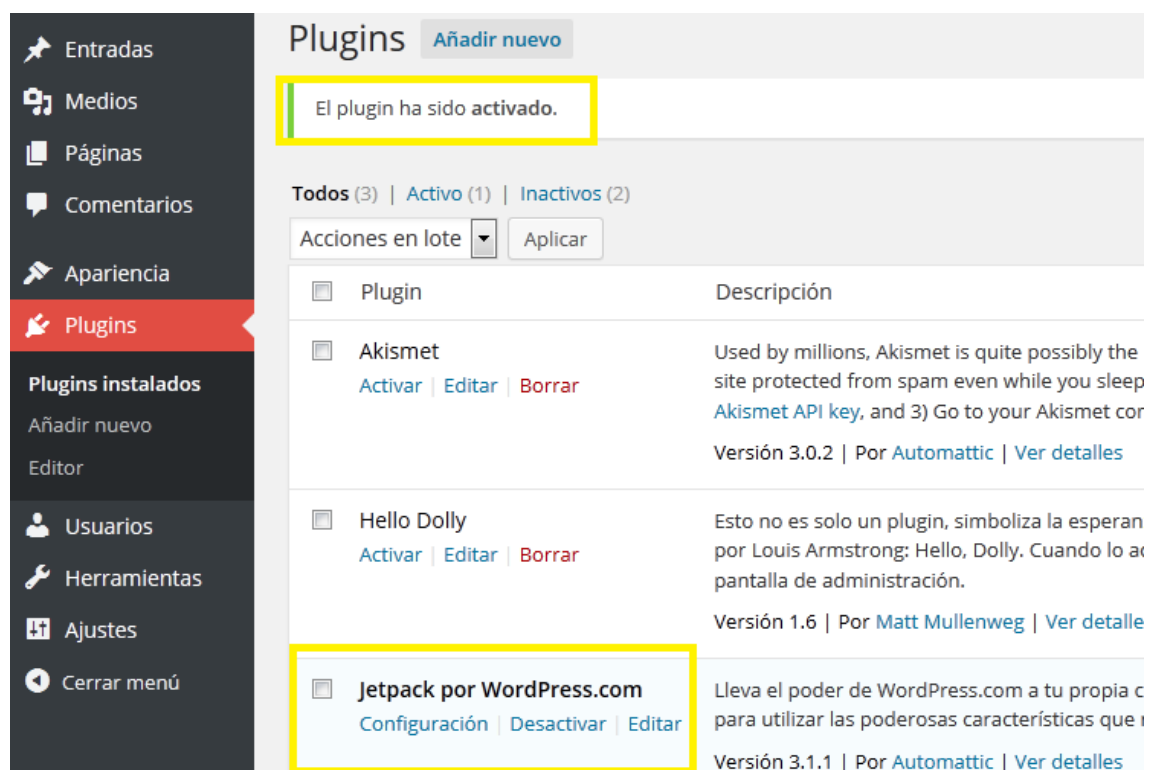 Entradas
Medios
Páginas
Comentarios
Apariencia
Plugins
Plugins instalados
Añadir nuevo
Editor
Usuarios
Herramientas
Ajustes
Cerrar menú
Plugins Añadir nuevo
El plugin ha sido activado.
Todos (3) | Activo (1) | Inactivos (2)
Acciones en lote Aplicar
Plugin Descripción
Akismet
Activar | Editar | Borrar
Used by millions, Akismet is quite possibly the
site protected from spam even while you sleep
Akismet API key, and 3) Go to your Akismet
Versión 3.0.2 | Por Automattic | Ver detalles
Hello Dolly
Activar | Editar | Borrar
Esto no es solo un plugin, simboliza la
por Louis Armstrong: Hello, Dolly. Cuando lo
pantalla de administración.
Versión 1.6 | Por Matt Mullenweg | Ver
Jetpack por WordPress.com
Configuración | Desactivar | Editar
Lleva el poder de WordPress.com a tu propia
para utilizar las poderosas características que
Versión 3.1.1 | Por Automattic | Ver detalles